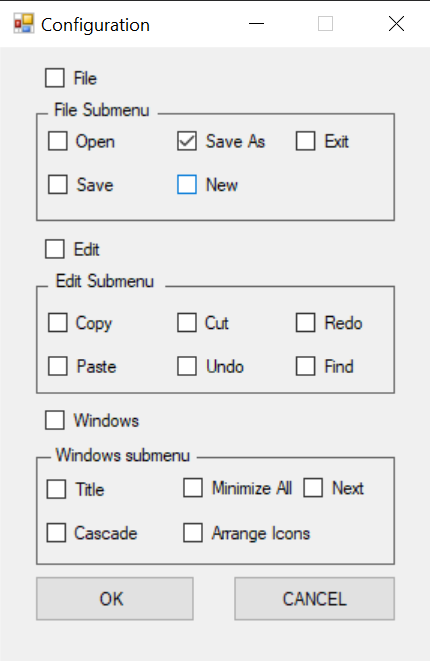 Configuration
File
File Submenu
Open Save As Exit
Save New
Edit
Edit Submenu
Copy Cut Redo
Paste Undo Find
Windows
Windows submenu
Title Minimize All Next
Cascade Arrange Icons
OK CANCEL